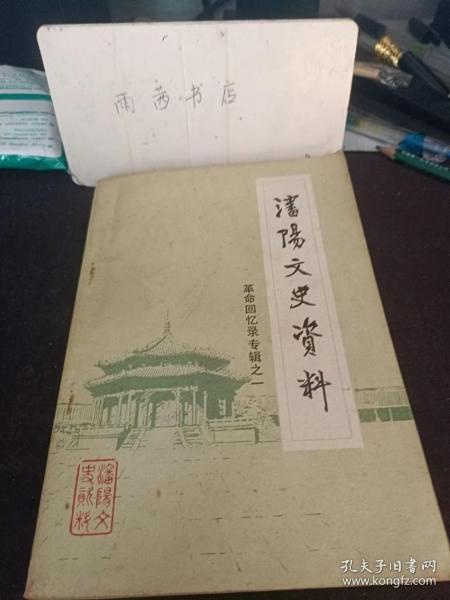 雨茜书店
瀋陽文史資料
革命回忆录专辑之一
瀋陽文
史資料
孔夫子旧书网
www.kongfz.com